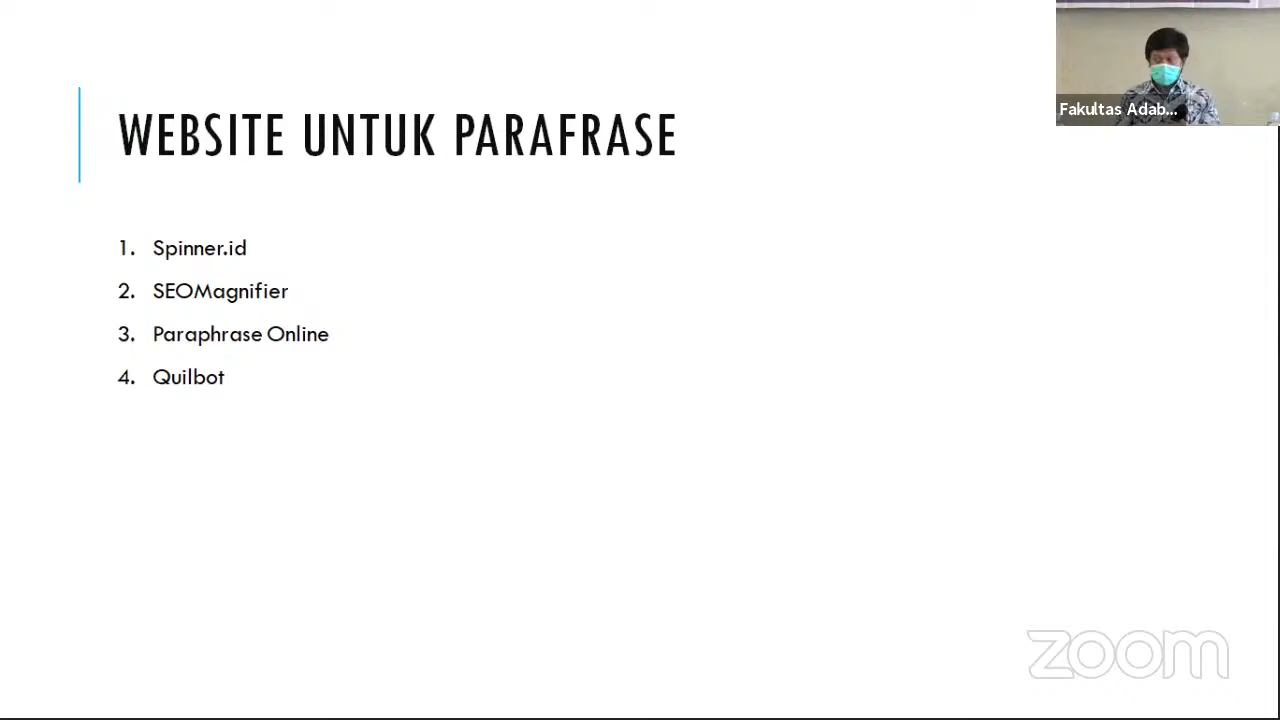 WEBSITE UNTUK PARAFRASE
Fakultas Adab...
1. Spinner.id
2. SEOMagnifier
3. Paraphrase Online
4. Quilbot
zoom